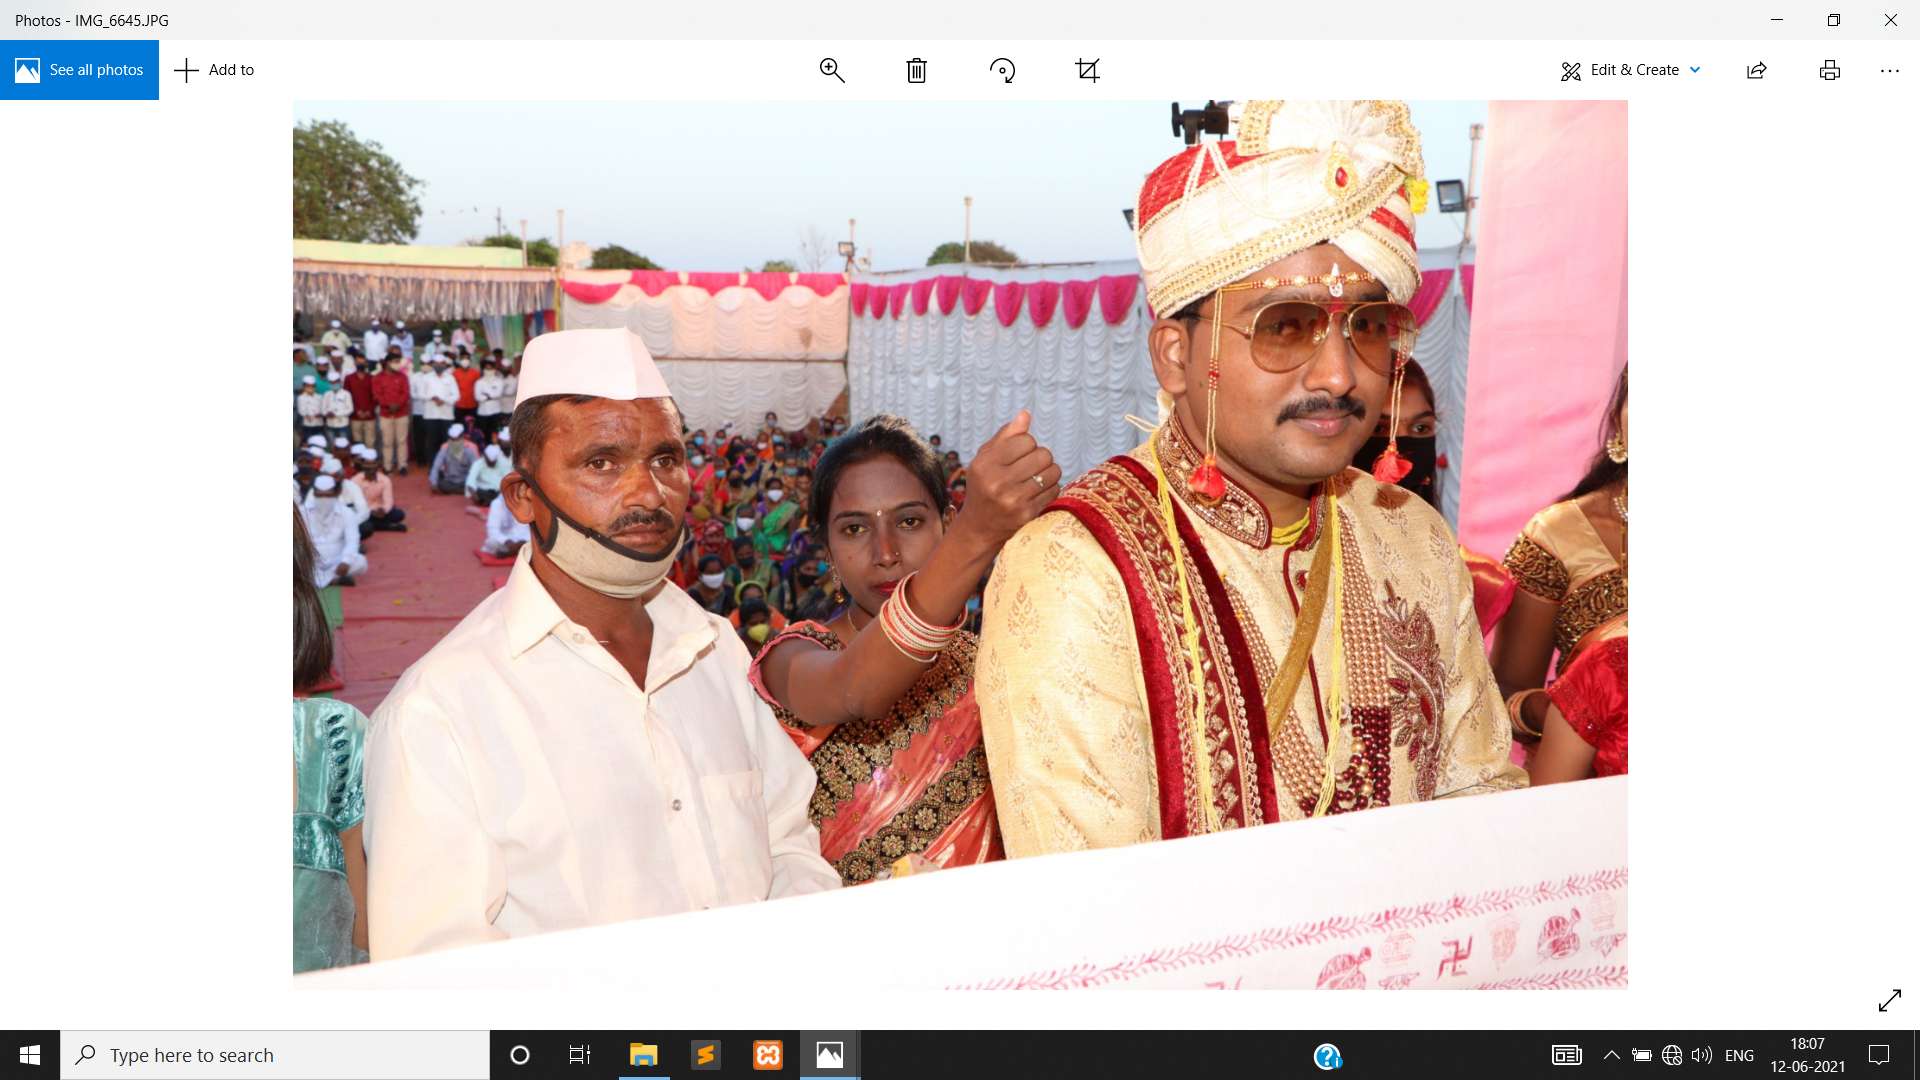 Photos - IMG_6645.JPG
See all photos
Add to
Edit & Create
Type here to search
ENG
18:07
12-06-2021